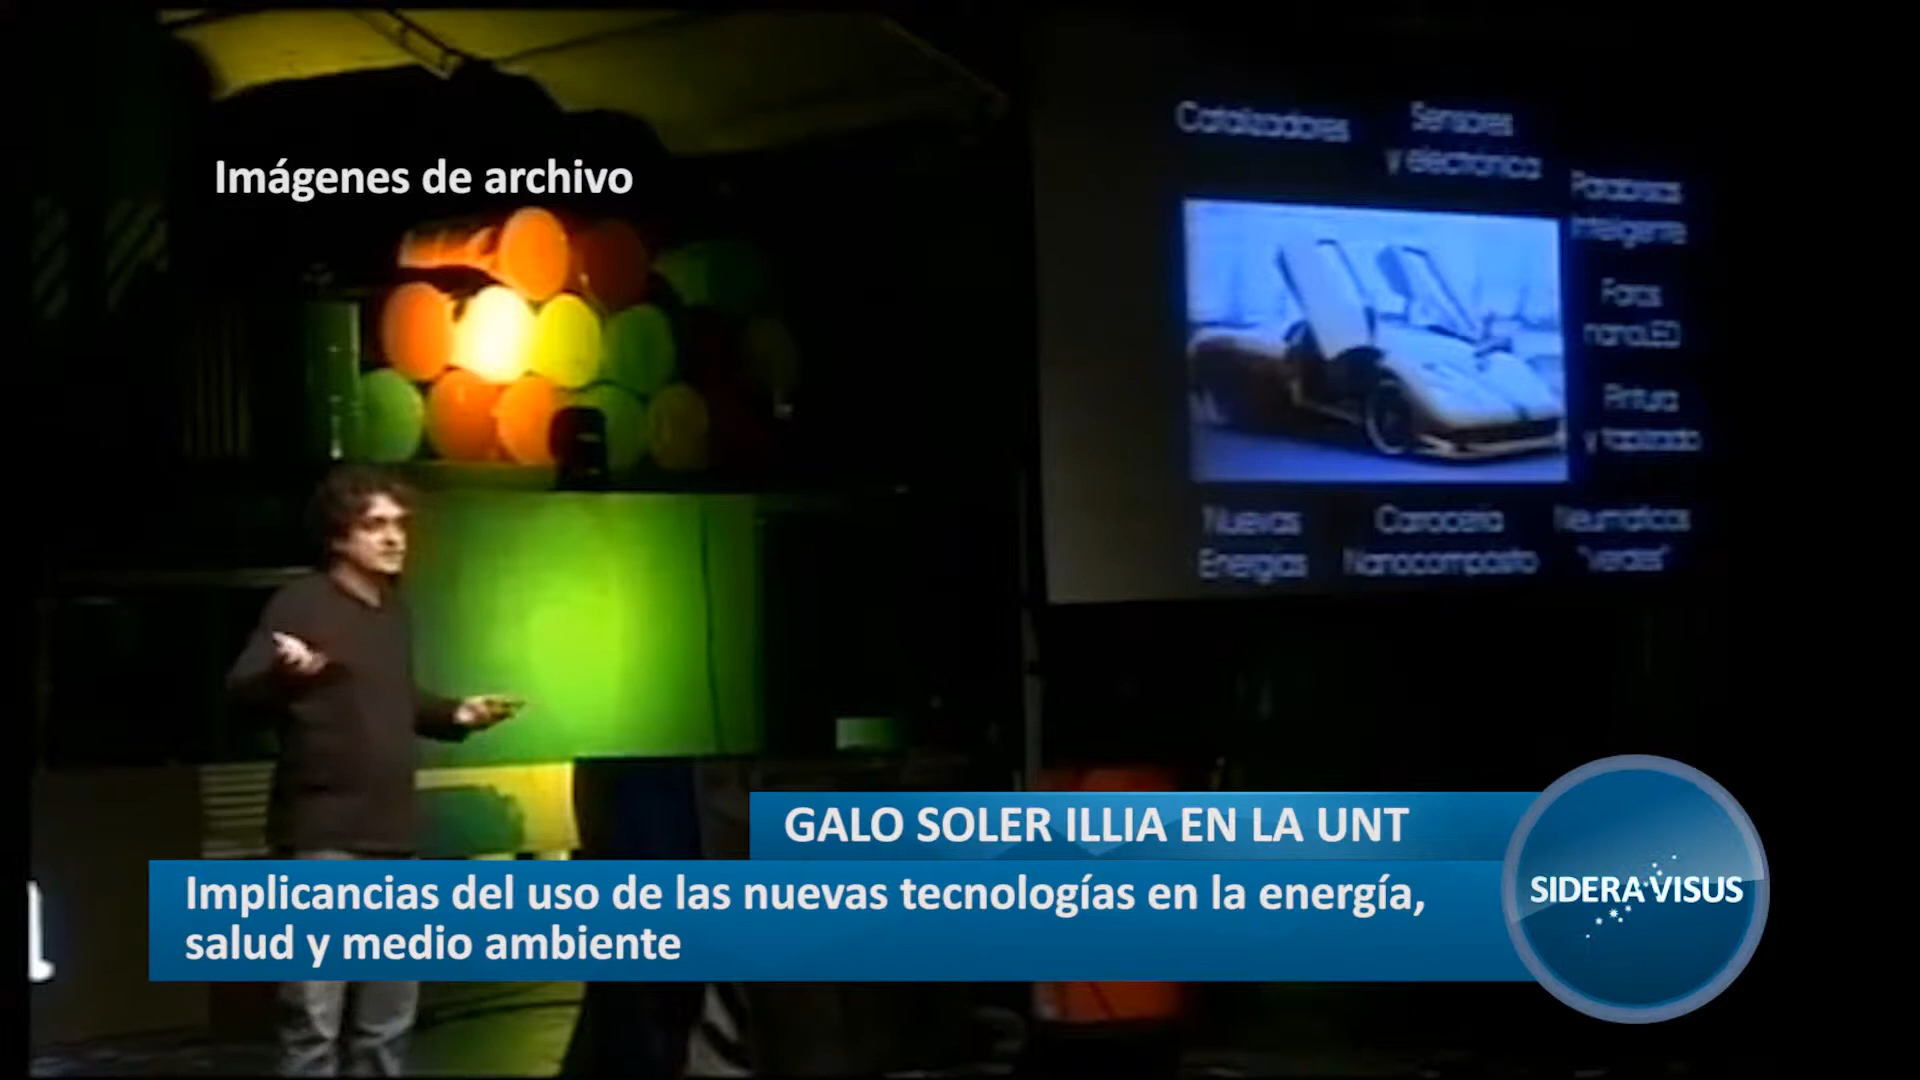 Imágenes de archivo
Catalizadores
Sensores
y electrónica
Parabrisas
Inteligente
Faros
nanoLED
Pintura
y tapizado
Nuevas
Energías
Carrocería
Nanocomposito
Neumáticos
"verdes"
GALO SOLER ILLIA EN LA UNT
Implicancias del uso de las nuevas tecnologías en la energía,
salud y medio ambiente
SIDERA VISUS